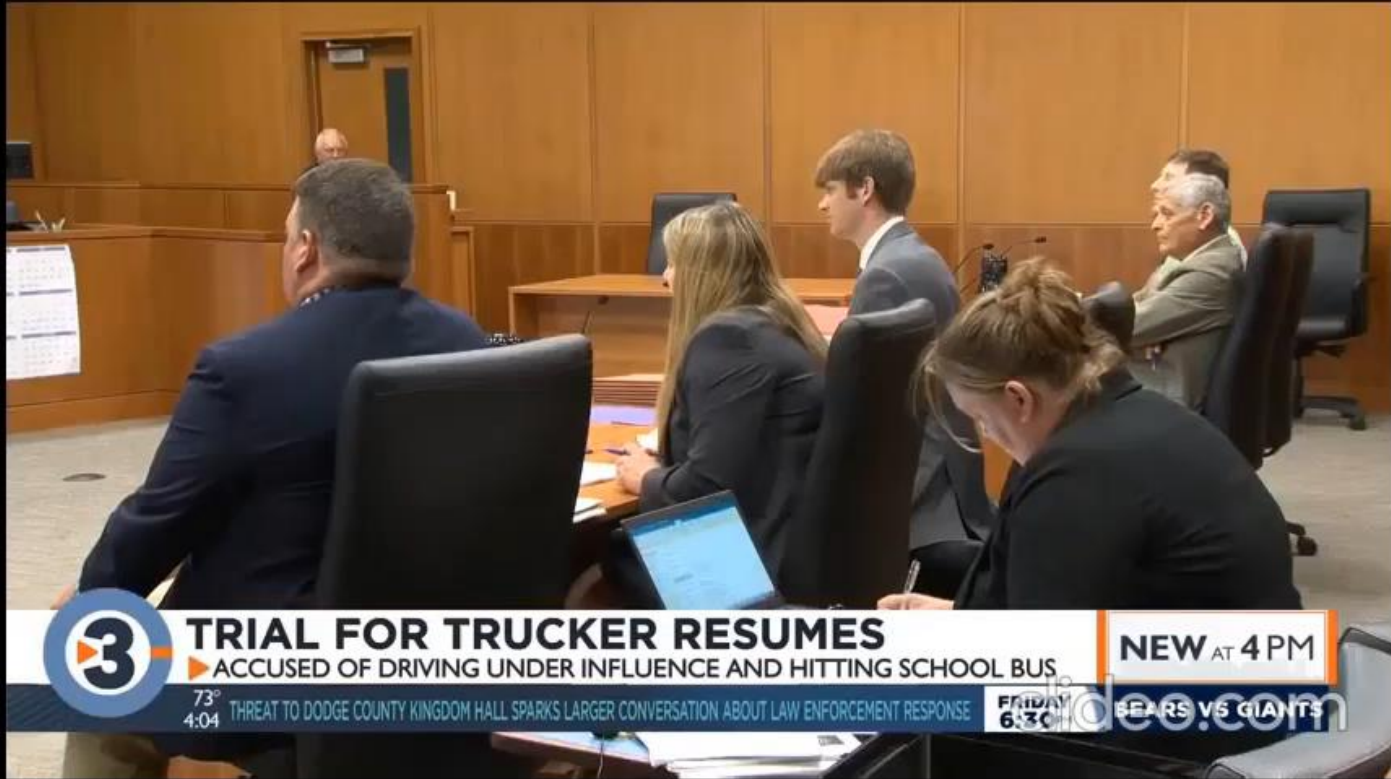 3
TRIAL FOR TRUCKER RESUMES
ACCUSED OF DRIVING UNDER INFLUENCE AND HITTING SCHOOL BUS
NEW AT 4 PM
73°
4:04
THREAT TO DODGE COUNTY KINGDOM HALL SPARKS LARGER CONVERSATION ABOUT LAW ENFORCEMENT RESPONSE
FRIDAY
6:30
BEARS VS GIANTS